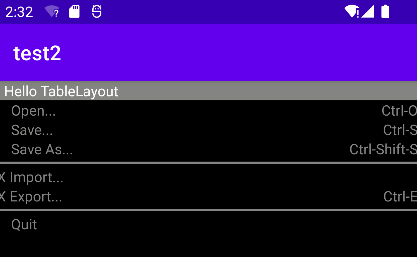 2:32
test2
Hello TableLayout
Open... Ctrl-O
Save... Ctrl-S
Save As... Ctrl-Shift-S
X Import...
X Export... Ctrl-E
Quit